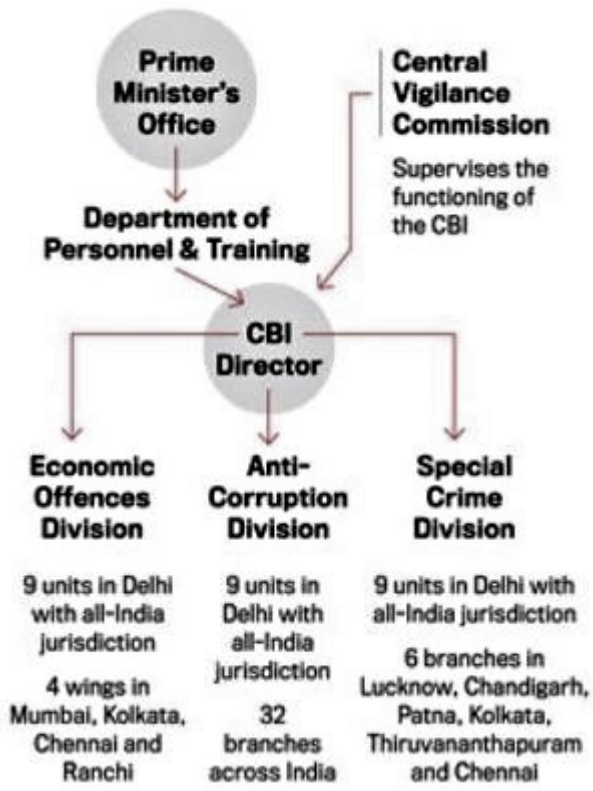 Prime
Minister's
Office
Central
Vigilance
Commission
Supervises the
functioning of
the CBI
Department of
Personnel & Training
CBI
Director
Economic
Offences
Division
9 units in Delhi
with all-India
jurisdiction
4 wings in
Mumbai, Kolkata,
Chennai and
Ranchi
Anti-
Corruption
Division
9 units in
Delhi with
all-India
jurisdiction
32
branches
across India
Special
Crime
Division
9 units in Delhi with
all-India jurisdiction
6 branches in
Lucknow, Chandigarh,
Patna, Kolkata,
Thiruvananthapuram
and Chennai